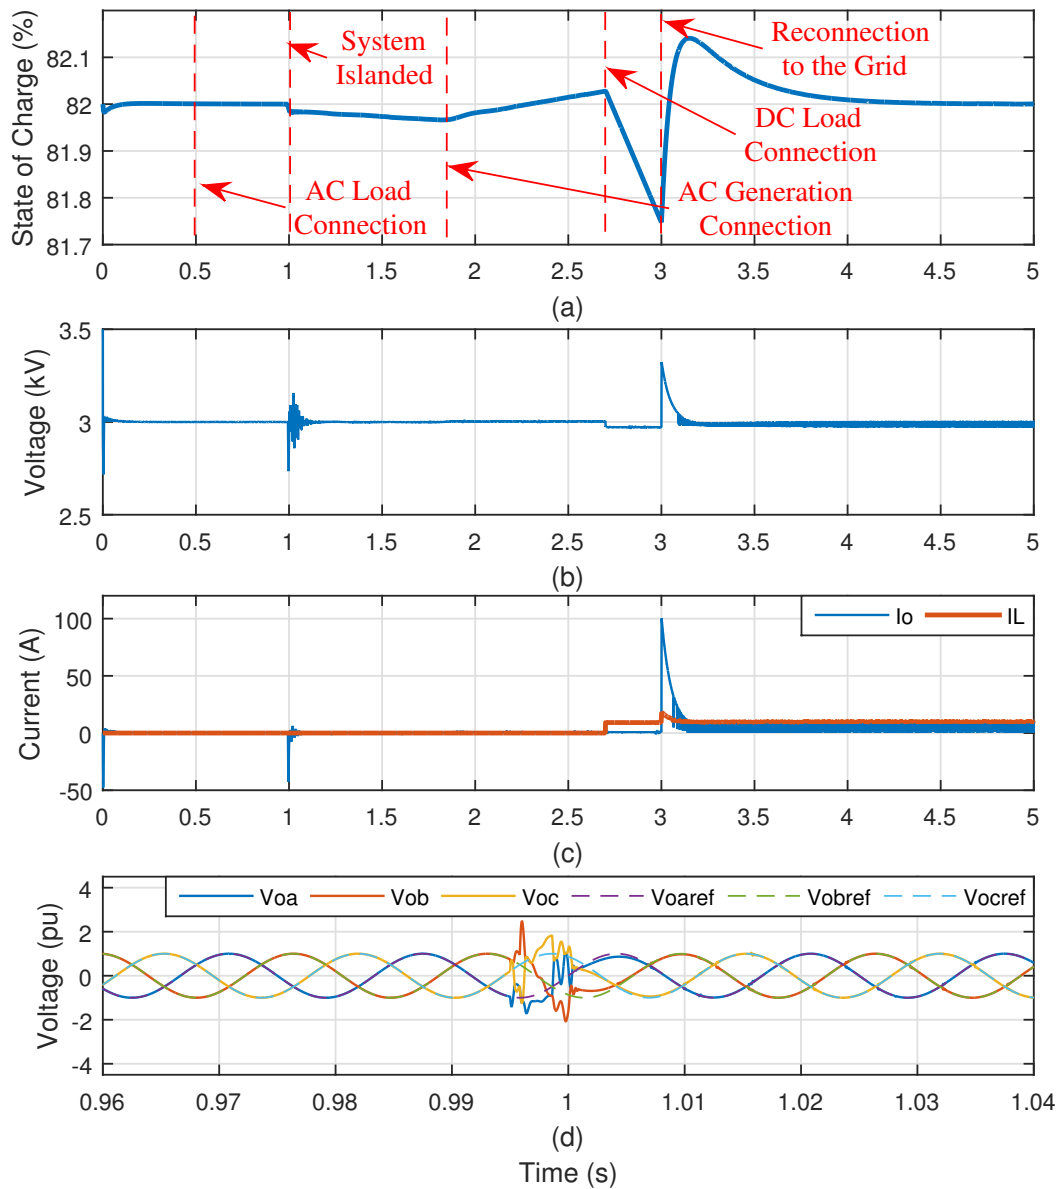 State of Charge (%)
82.1
82
81.9
81.8
81.7
System
Islanded
Reconnection
to the Grid
DC Load
Connection
AC Load
Connection
AC Generation
Connection
0 0.5 1 1.5 2 2.5 3 3.5 4 4.5 5
(a)
Voltage (kV)
3.5
3
2.5
0 0.5 1 1.5 2 2.5 3 3.5 4 4.5 5
(b)
Current (A)
100
50
0
-50
Io IL
0 0.5 1 1.5 2 2.5 3 3.5 4 4.5 5
(c)
Voltage (pu)
4
2
0
-2
-4
Voa Vob Voc Voaref Vobref Vocref
0.96 0.97 0.98 0.99 1 1.01 1.02 1.03 1.04
(d)
Time (s)